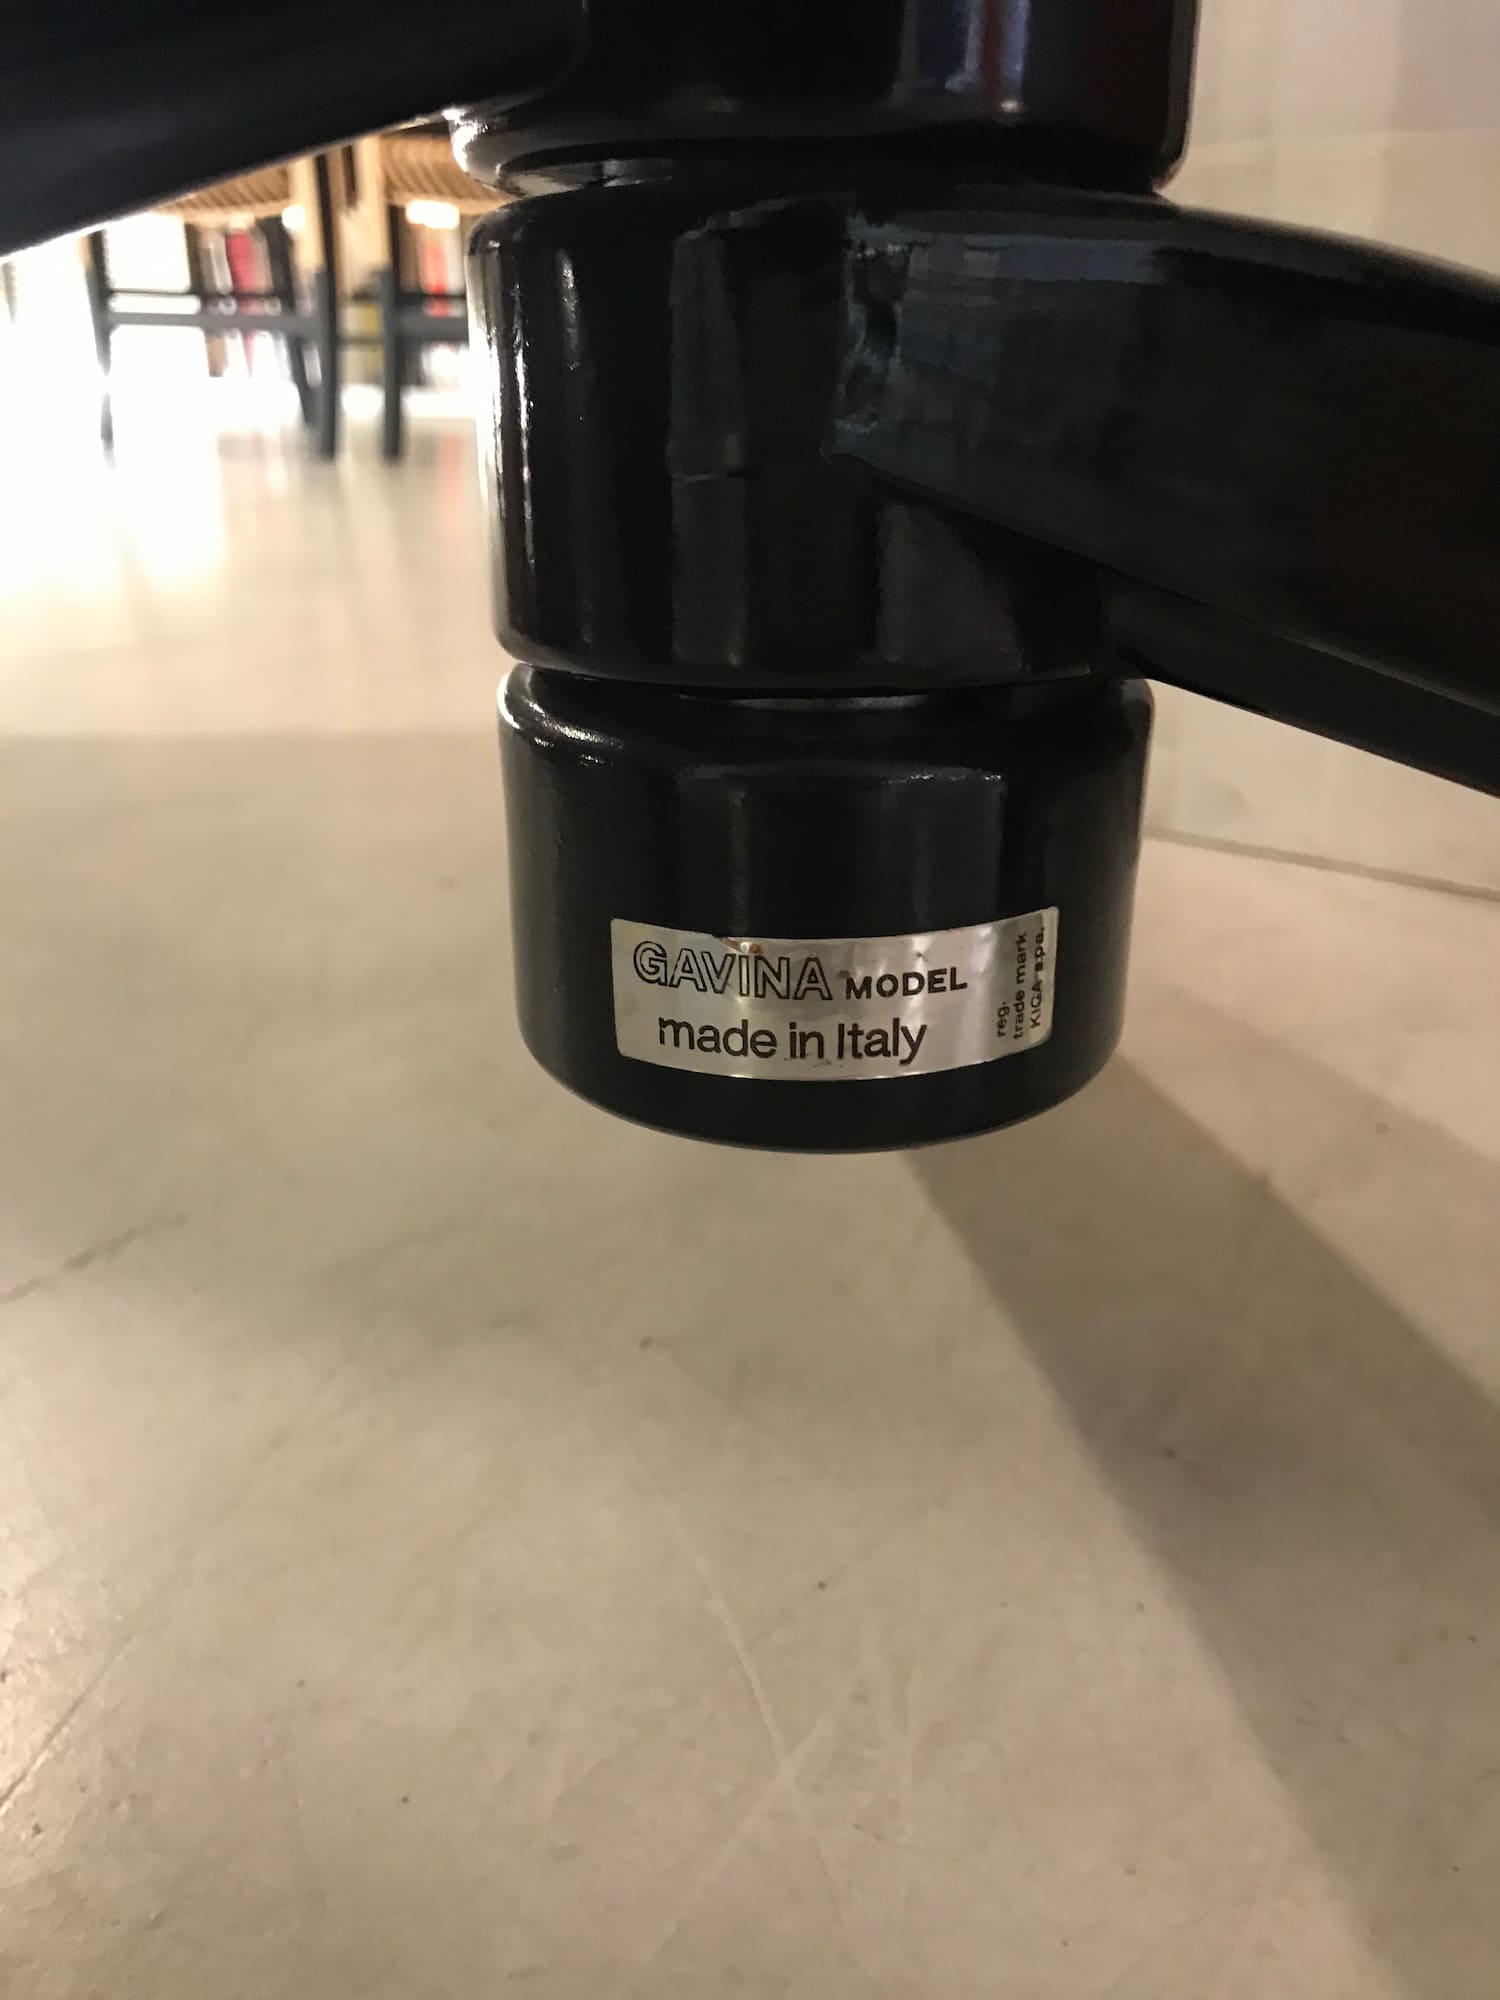 GAVINA MODEL
made in Italy
reg.
trade mark
KIGA s.p.a.